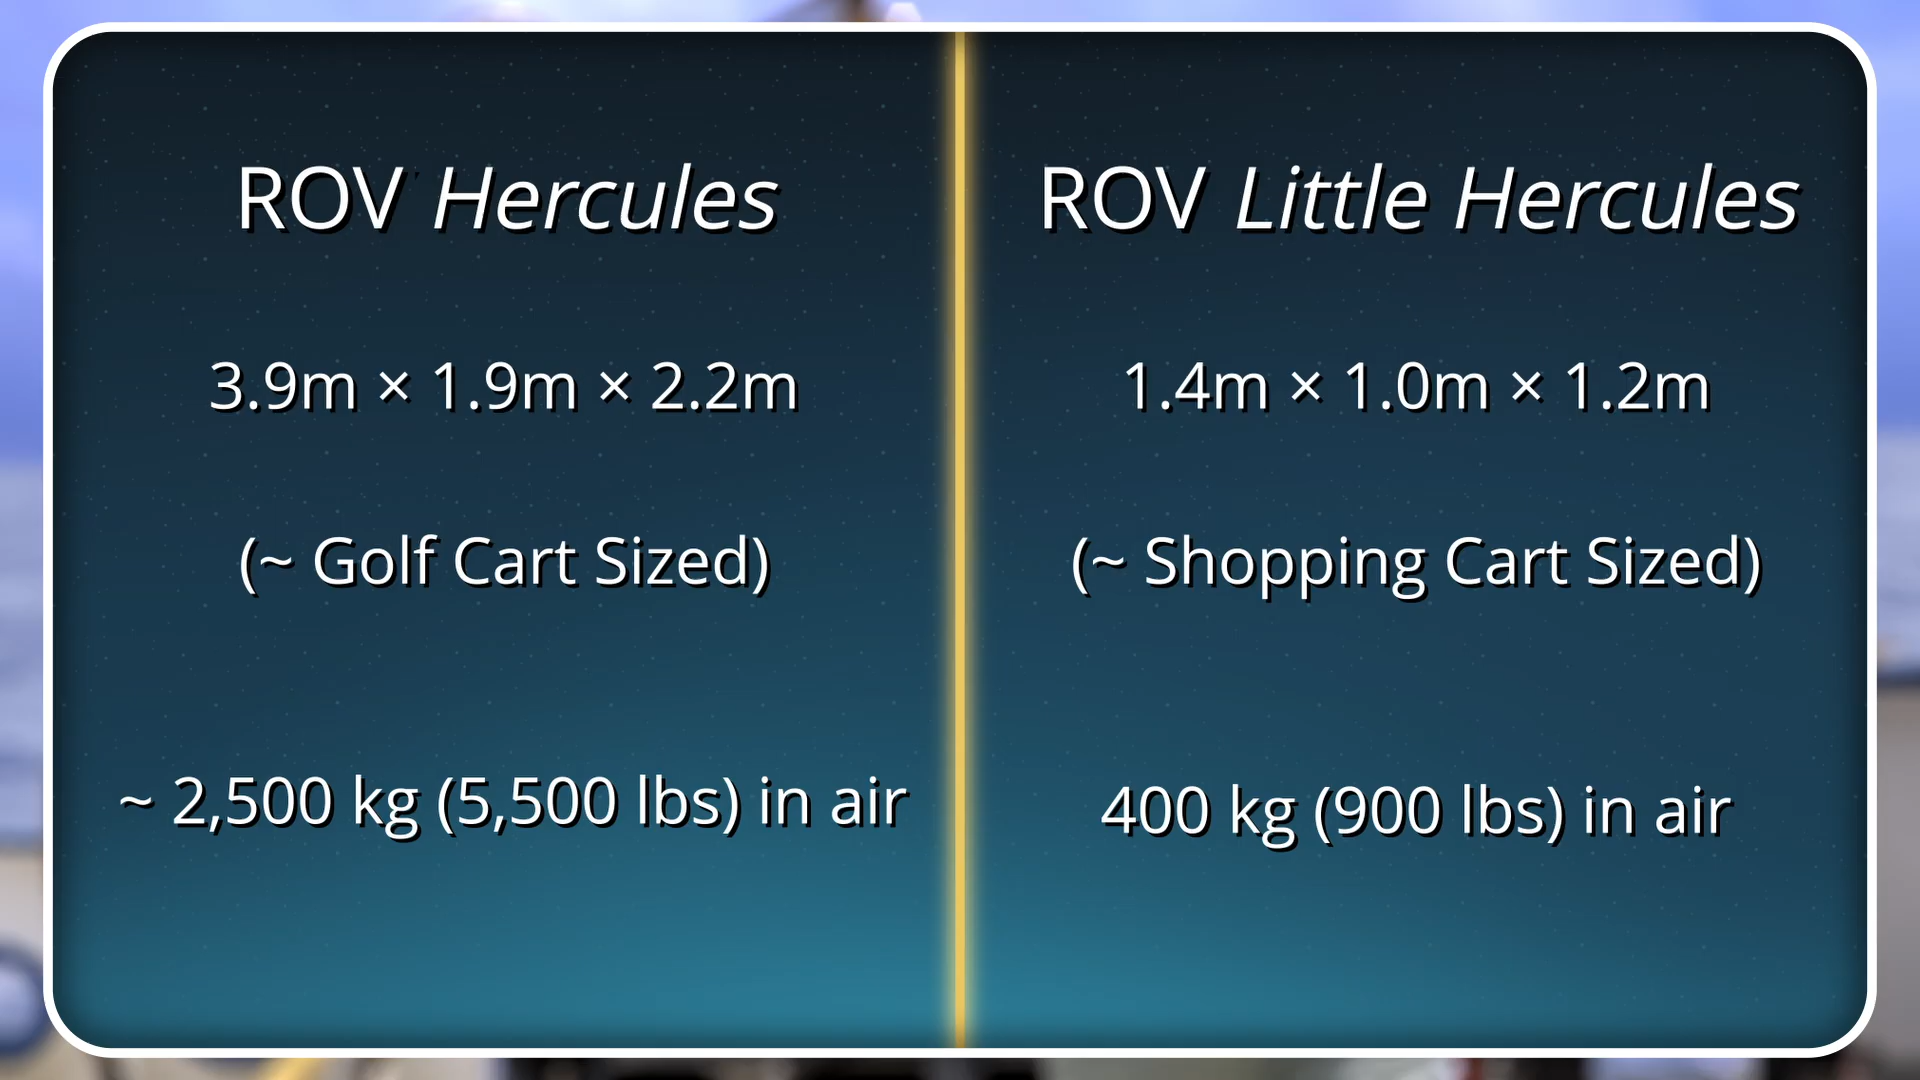 ROV Hercules
3.9m × 1.9m × 2.2m
(~ Golf Cart Sized)
~ 2,500 kg (5,500 lbs) in air
ROV Little Hercules
1.4m × 1.0m × 1.2m
(~ Shopping Cart Sized)
400 kg (900 lbs) in air